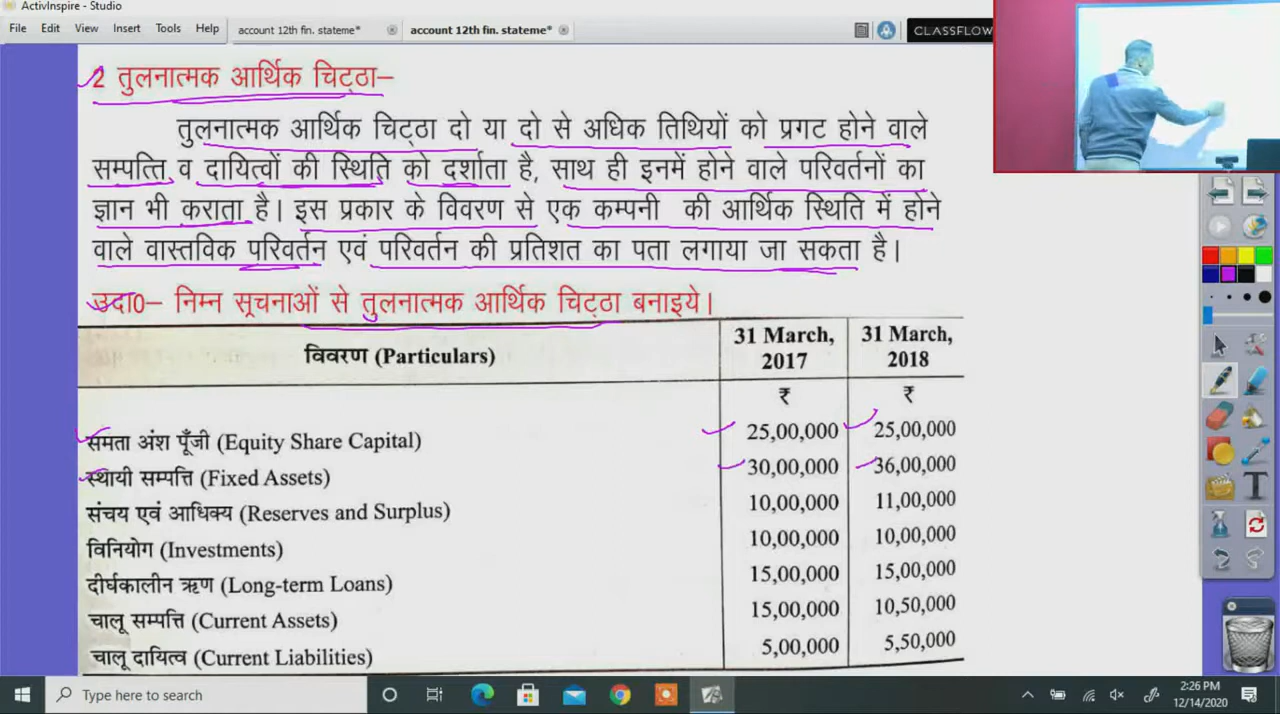 ActivInspire - Studio
File Edit View Insert Tools Help
account 12th fin. stateme*
account 12th fin. stateme*
CLASSFLOW
2 तुलनात्मक आर्थिक चिट्ठा–
तुलनात्मक आर्थिक चिट्ठा दो या दो से अधिक तिथियों को प्रगट होने वाले
सम्पत्ति व दायित्वों की स्थिति को दर्शाता है, साथ ही इनमें होने वाले परिवर्तनों का
ज्ञान भी कराता है। इस प्रकार के विवरण से एक कम्पनी की आर्थिक स्थिति में होने
वाले वास्तविक परिवर्तन एवं परिवर्तन की प्रतिशत का पता लगाया जा सकता है।
उदा0– निम्न सूचनाओं से तुलनात्मक आर्थिक चिट्ठा बनाइये।
विवरण (Particulars) 31 March, 2017 31 March, 2018
₹ ₹
समता अंश पूँजी (Equity Share Capital) 25,00,000 25,00,000
स्थायी सम्पत्ति (Fixed Assets) 30,00,000 36,00,000
संचय एवं आधिक्य (Reserves and Surplus) 10,00,000 11,00,000
विनियोग (Investments) 10,00,000 10,00,000
दीर्घकालीन ऋण (Long-term Loans) 15,00,000 15,00,000
चालू सम्पत्ति (Current Assets) 15,00,000 10,50,000
चालू दायित्व (Current Liabilities) 5,00,000 5,50,000
Type here to search
2:26 PM
12/14/2020